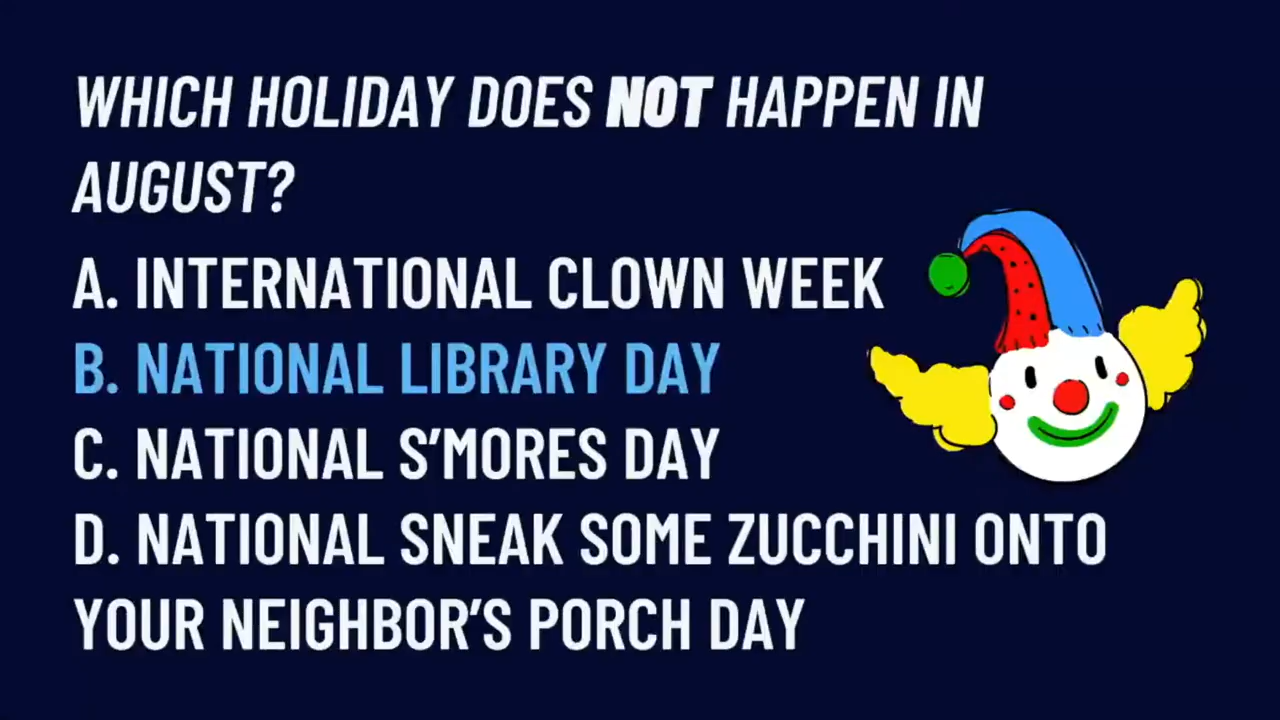 WHICH HOLIDAY DOES NOT HAPPEN IN
AUGUST?
A. INTERNATIONAL CLOWN WEEK
B. NATIONAL LIBRARY DAY
C. NATIONAL S’MORES DAY
D. NATIONAL SNEAK SOME ZUCCHINI ONTO
YOUR NEIGHBOR’S PORCH DAY